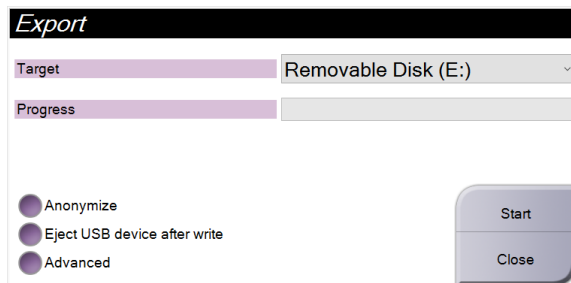 Export
Target
Removable Disk (E:)
Progress
Anonymize
Eject USB device after write
Advanced
Start
Close